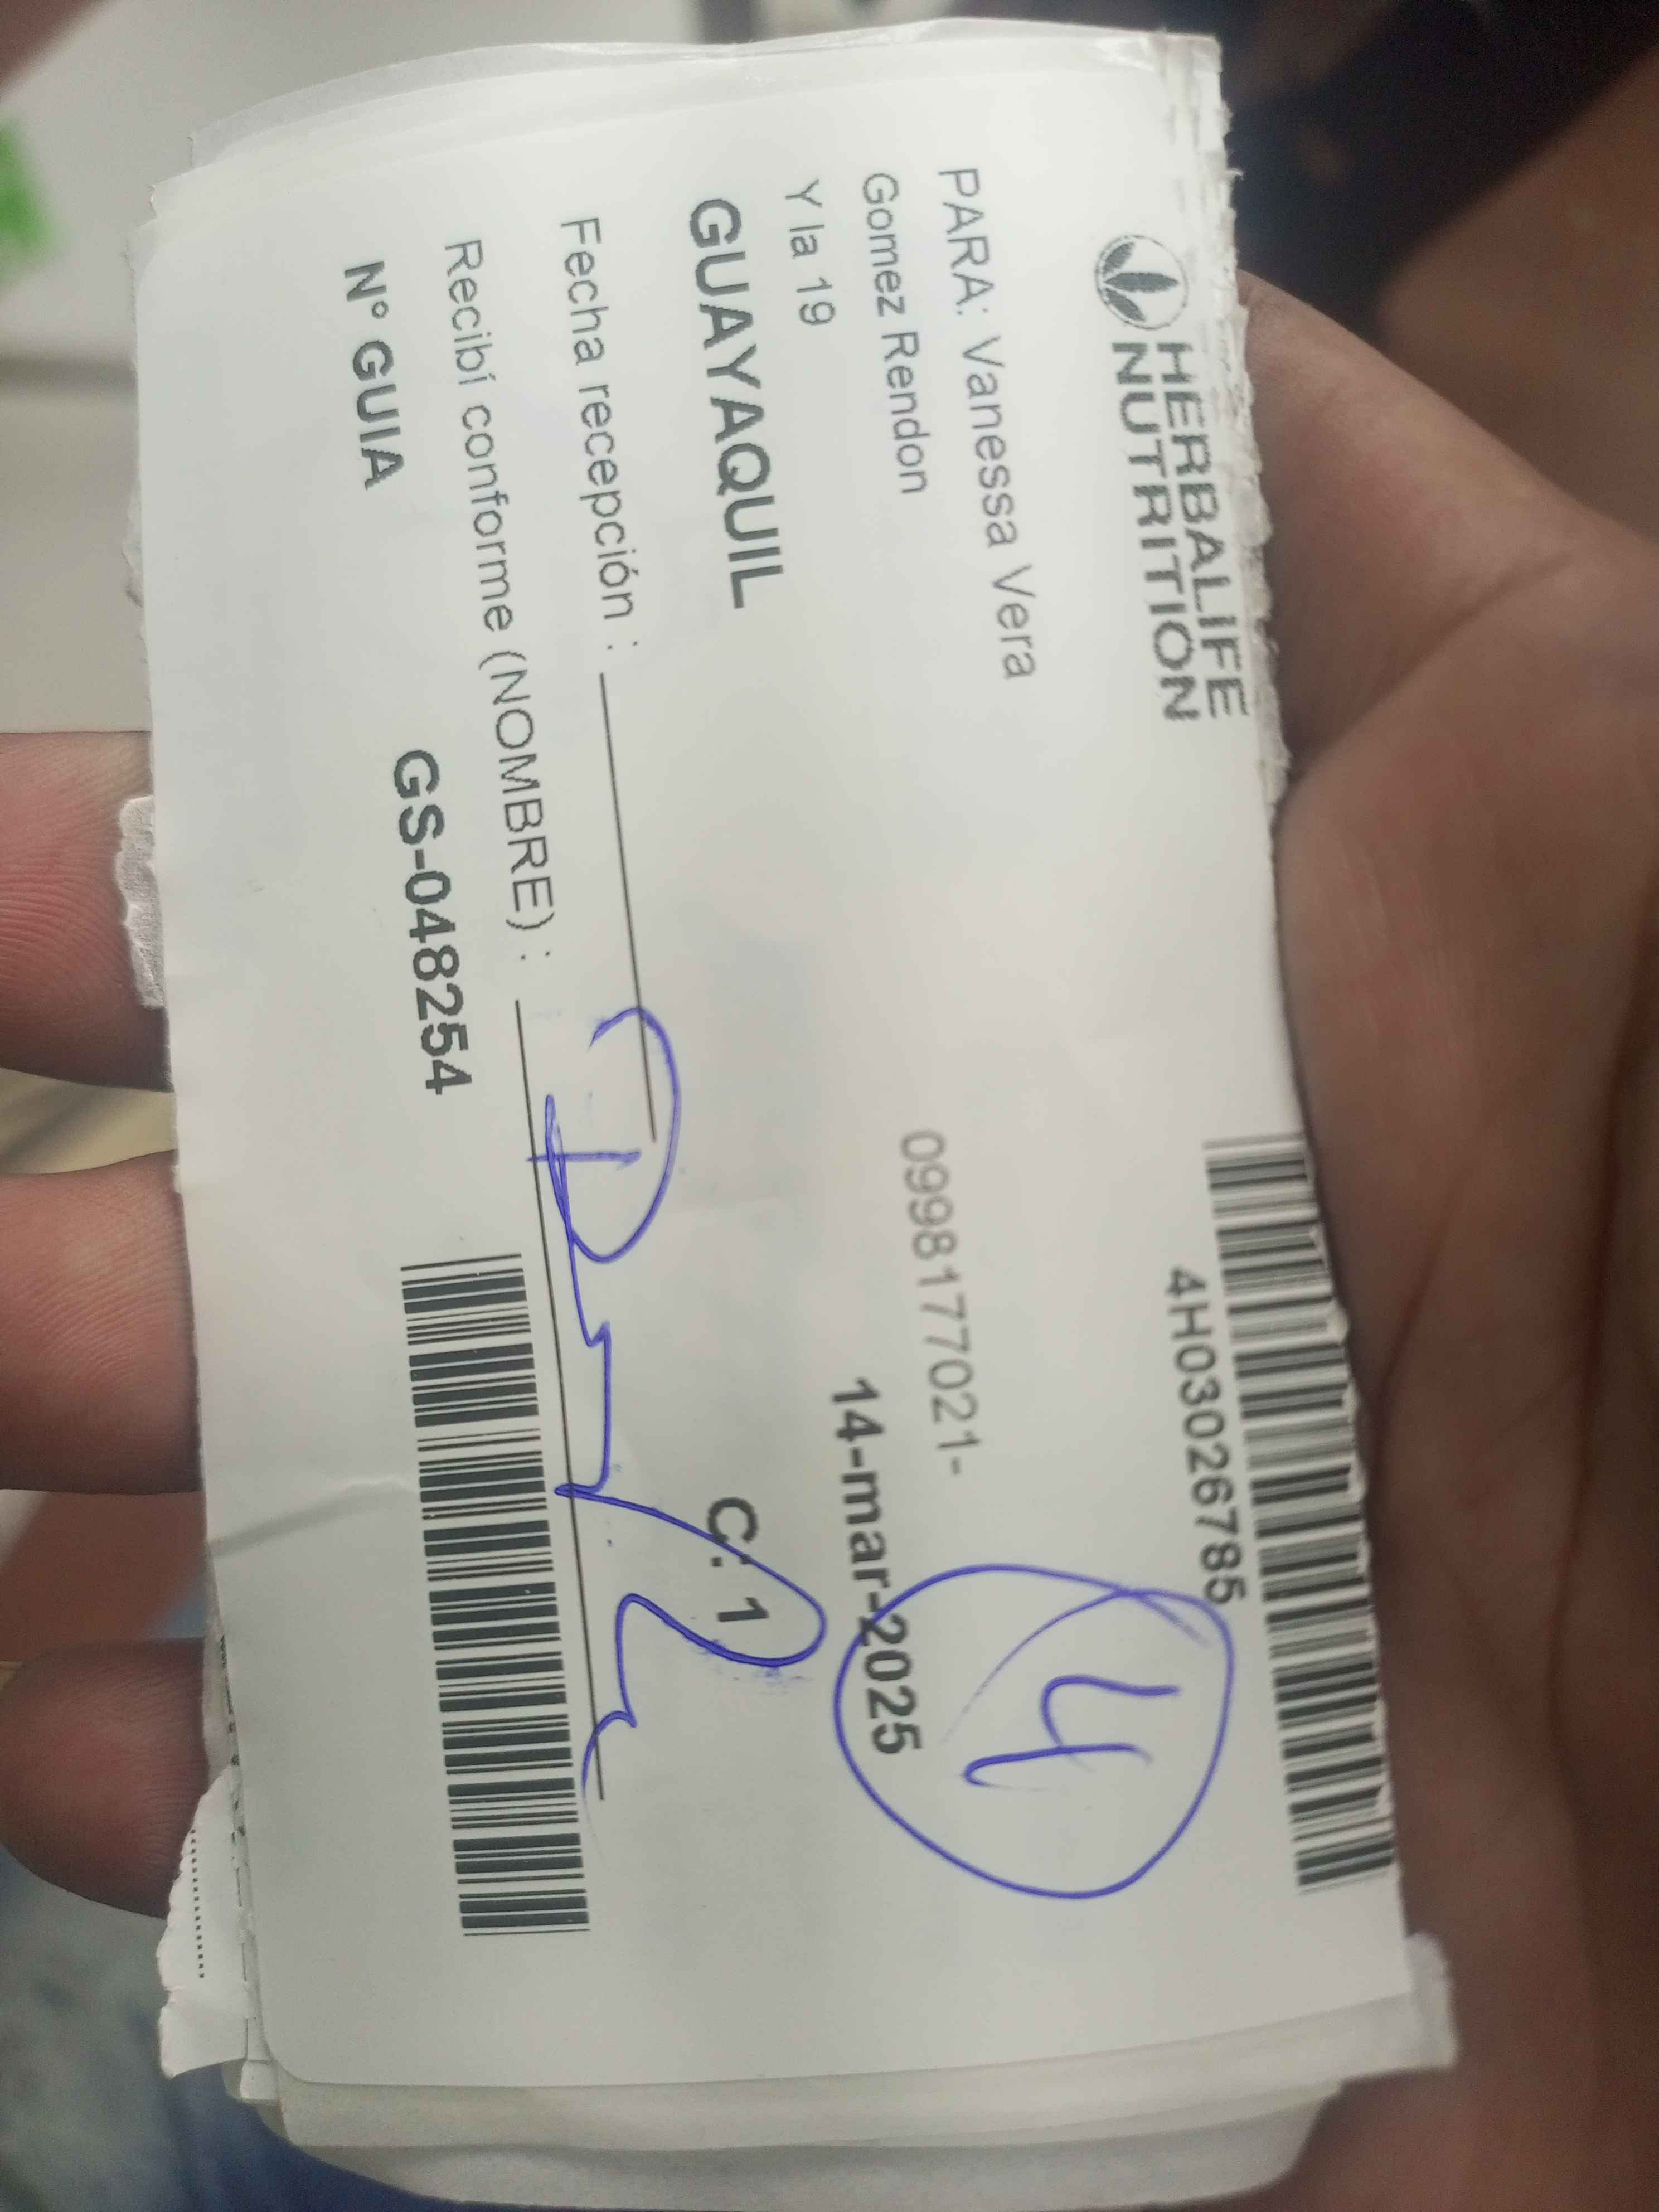 HERBALIFE
NUTRITION
4H03026785
PARA: Vanessa Vera
Gomez Rendon
0998177021-
Y la 19
14-mar-2025
4
GUAYAQUIL
C: 1
Fecha recepción :
Recibí conforme (NOMBRE) :
N° GUIA
GS-048254